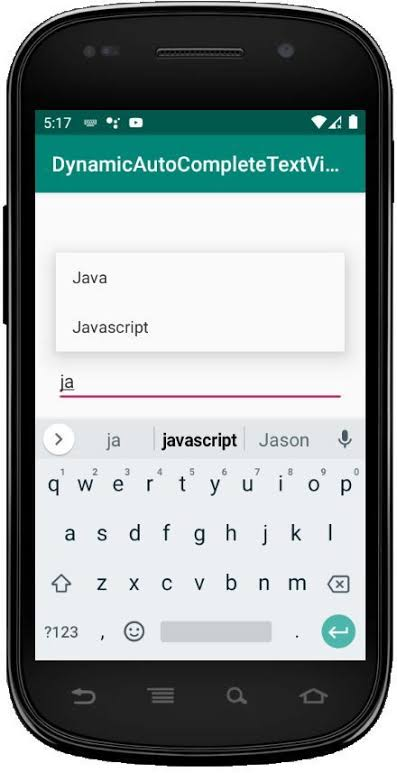 5:17
DynamicAutoCompleteTextVi...
Java
Javascript
ja
ja javascript Jason
1 2 3 4 5 6 7 8 9 0
q w e r t y u i o p
a s d f g h j k l
z x c v b n m
?123 , .